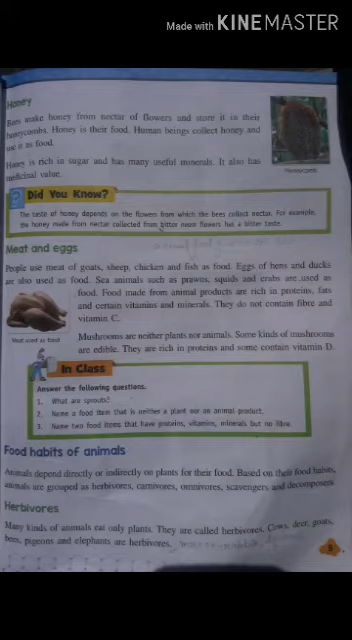 Made with KINEMASTER
Honey
Bees make honey from nectar of flowers and store it in their
honeycombs. Honey is their food. Human beings collect honey and
use it as food.
Honey is rich in sugar and has many useful minerals. It also has
medicinal value.
Honeycomb
Did You Know?
The taste of honey depends on the flowers from which the bees collect nectar. For example,
the honey made from nectar collected from bitter neem flowers has a bitter taste.
Meat and eggs
People use meat of goats, sheep, chicken and fish as food. Eggs of hens and ducks
are also used as food. Sea animals such as prawns, squids and crabs are used as
food. Food made from animal products are rich in proteins, fats
and certain vitamins and minerals. They do not contain fibre and
vitamin C.
Meat used as food
Mushrooms are neither plants nor animals. Some kinds of mushrooms
are edible. They are rich in proteins and some contain vitamin D.
In Class
Answer the following questions.
1. What are sprouts?
2. Name a food item that is neither a plant nor an animal product.
3. Name two food items that have proteins, vitamins, minerals but no fibre.
Food habits of animals
Animals depend directly or indirectly on plants for their food. Based on their food habits,
animals are grouped as herbivores, carnivores, omnivores, scavengers and decomposers.
Herbivores
Many kinds of animals eat only plants. They are called herbivores. Cows, deer, goats,
bees, pigeons and elephants are herbivores.